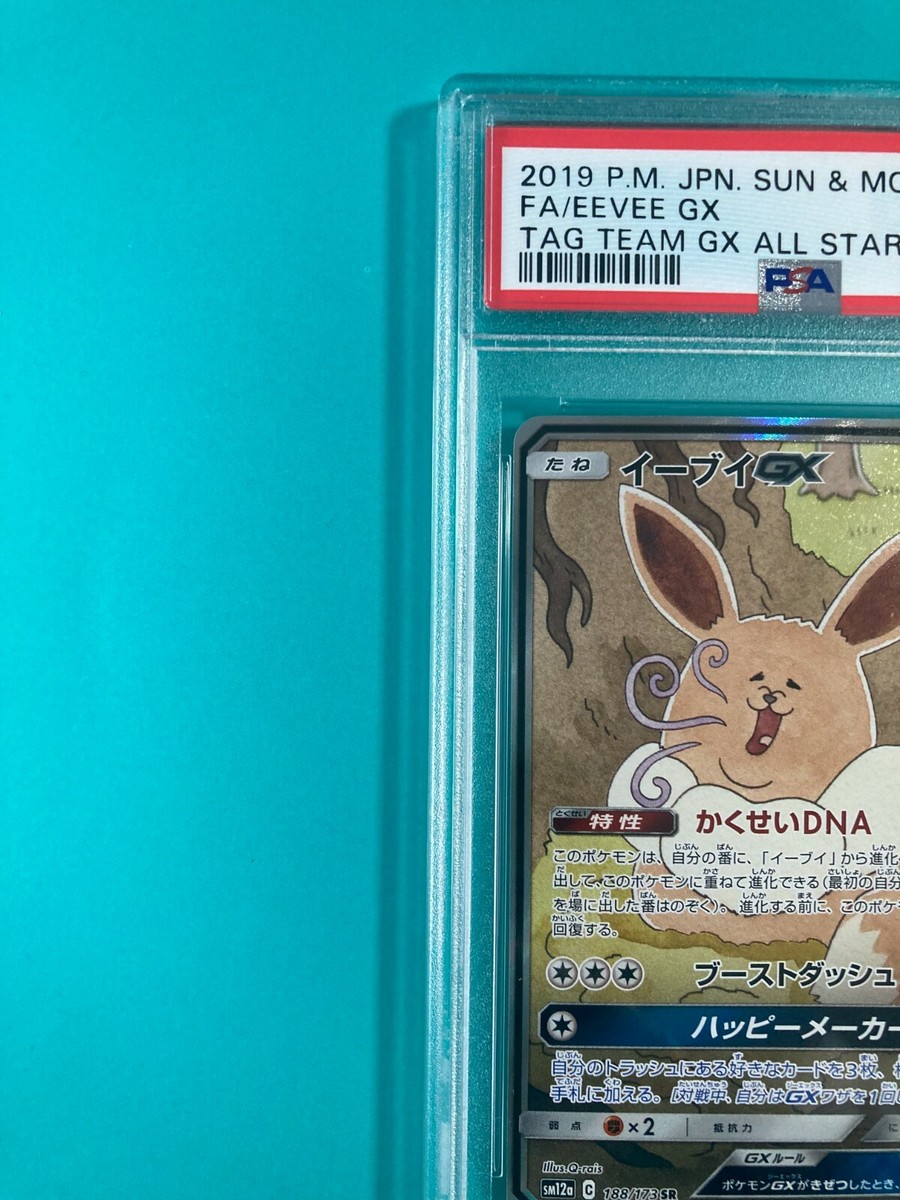 2019 P.M. JPN. SUN & MO
FA/EEVEE GX
TAG TEAM GX ALL STAR
PSA
たね イーブイGX
とくせい
特性 かくせいDNA
このポケモンは、自分の番に、「イーブイ」から進化
出して、このポケモンに重ねて進化できる(最初の自分
を場に出した番はのぞく)。進化する前に、このポケモ
回復する。
ブーストダッシュ
ハッピーメーカー
自分のトラッシュにある好きなカードを3枚、
手札に加える。[対戦中、自分はGXワザを1回し
弱点 ×2 抵抗力 に
GXルール
ポケモンGXがきぜつしたとき、
Illus.Q-rais
SM12a C 188/173 SR